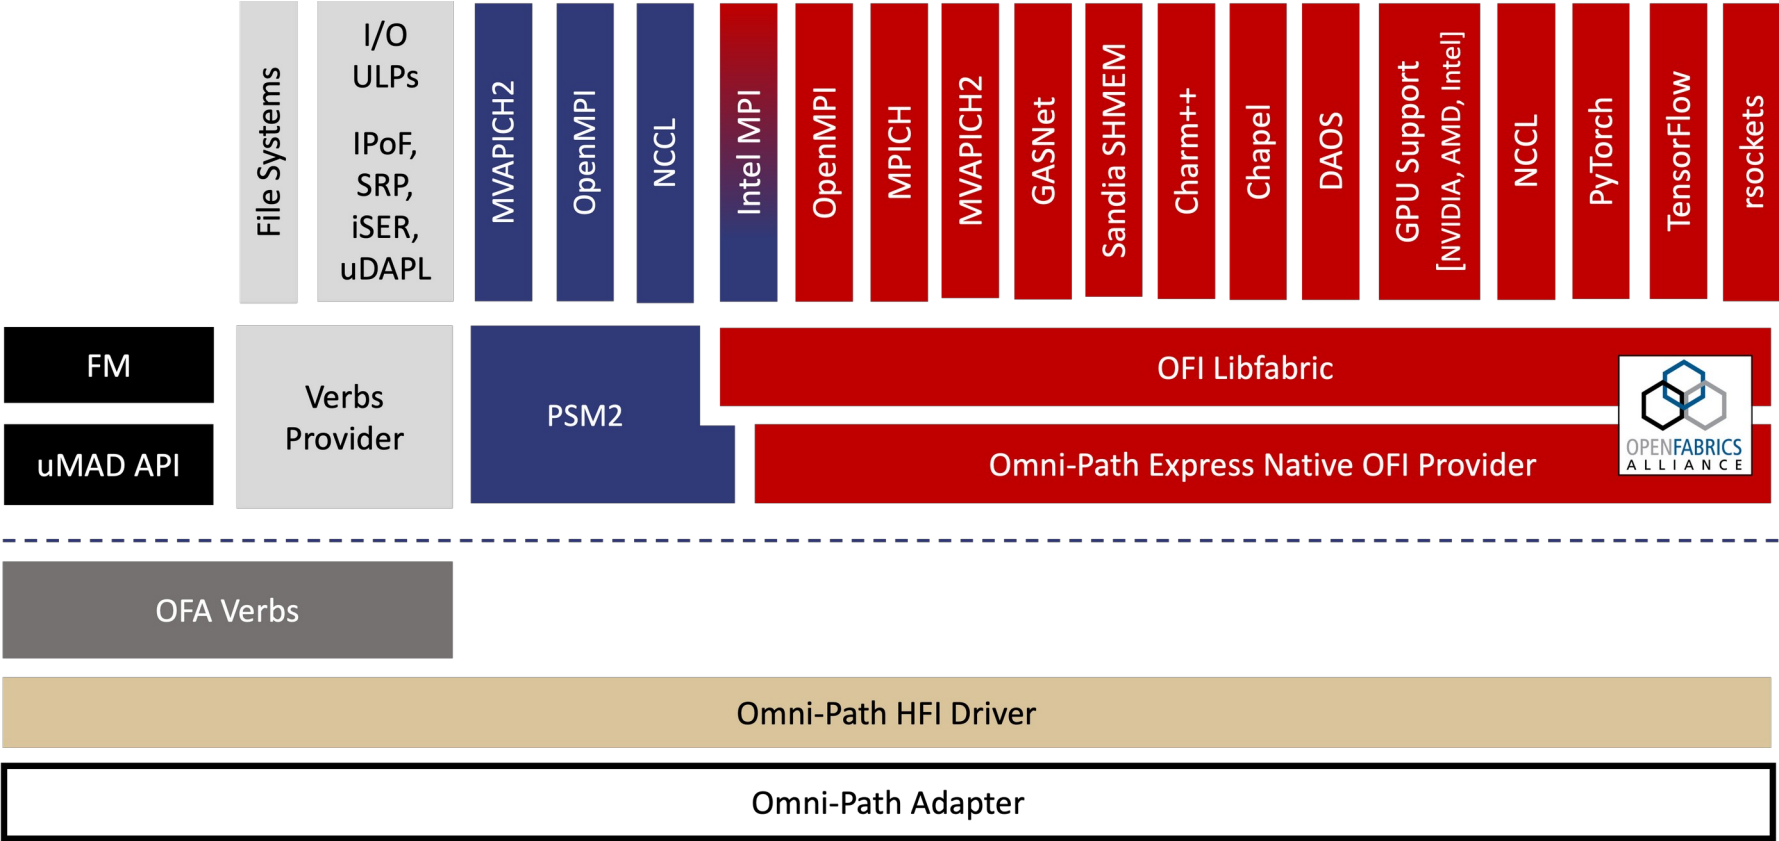 File Systems
I/O
ULPs
IPoF,
SRP,
iSER,
uDAPL
MVAPICH2
OpenMPI
NCCL
Intel MPI
OpenMPI
MPICH
MVAPICH2
GASNet
Sandia SHMEM
Charm++
Chapel
DAOS
GPU Support
[NVIDIA, AMD, Intel]
NCCL
PyTorch
TensorFlow
rsockets
FM
uMAD API
Verbs
Provider
PSM2
OFI Libfabric
Omni-Path Express Native OFI Provider
OPENFABRICS
ALLIANCE
OFA Verbs
Omni-Path HFI Driver
Omni-Path Adapter